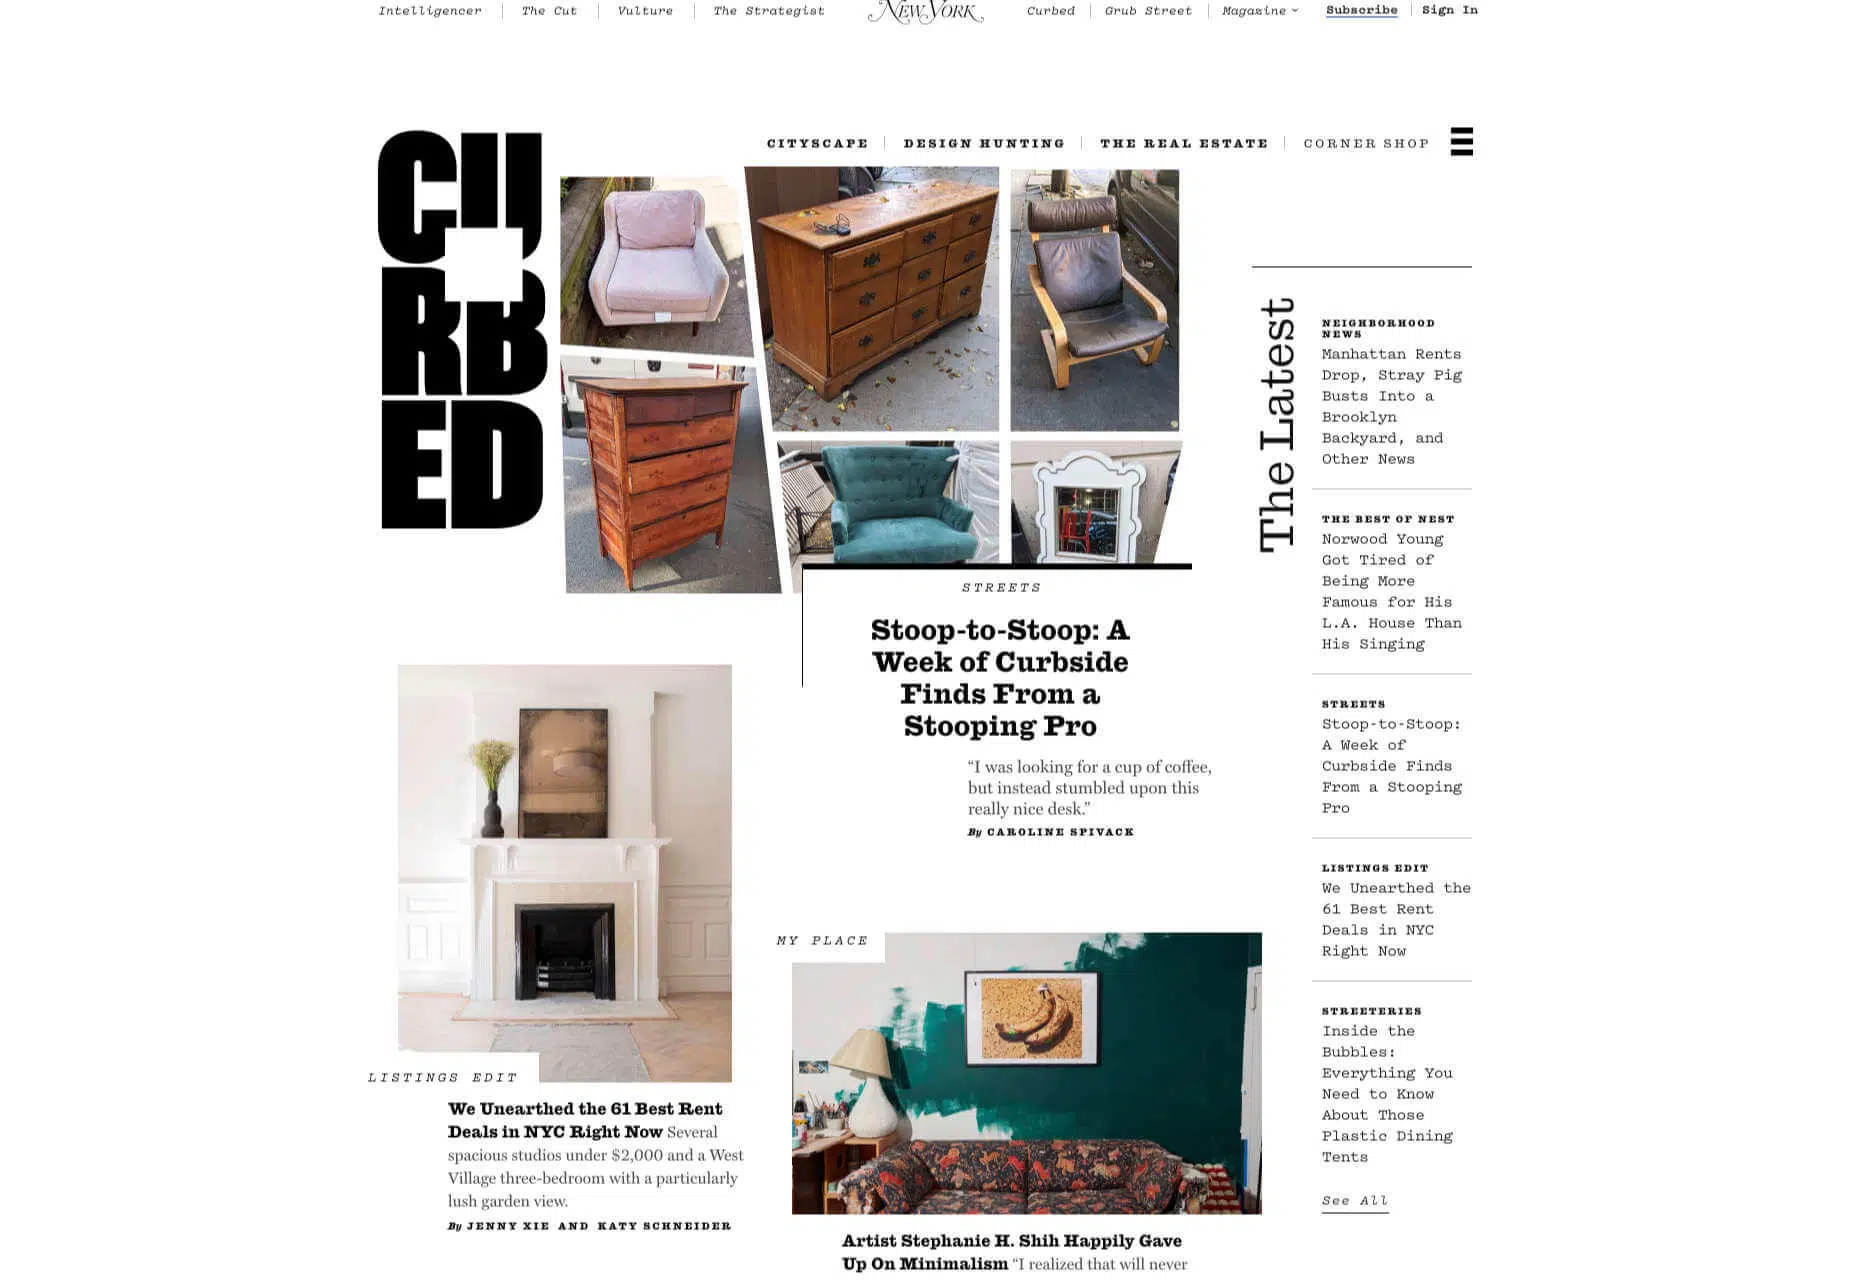 Intelligencer
The Cut
Vulture
The Strategist
NEW YORK
Curbed
Grub Street
Magazine
Subscribe
Sign In
CU
RB
ED
CITYSCAPE
DESIGN HUNTING
THE REAL ESTATE
CORNER SHOP
STREETS
Stoop-to-Stoop: A
Week of Curbside
Finds From a
Stooping Pro
“I was looking for a cup of coffee,
but instead stumbled upon this
really nice desk.”
By CAROLINE SPIVACK
LISTINGS EDIT
We Unearthed the 61 Best Rent
Deals in NYC Right Now Several
spacious studios under $2,000 and a West
Village three-bedroom with a particularly
lush garden view.
By JENNY XIE AND KATY SCHNEIDER
MY PLACE
Artist Stephanie H. Shih Happily Gave
Up On Minimalism “I realized that will never
The Latest
NEIGHBORHOOD
NEWS
Manhattan Rents
Drop, Stray Pig
Busts Into a
Brooklyn
Backyard, and
Other News
THE BEST OF NEST
Norwood Young
Got Tired of
Being More
Famous for His
L.A. House Than
His Singing
STREETS
Stoop-to-Stoop:
A Week of
Curbside Finds
From a Stooping
Pro
LISTINGS EDIT
We Unearthed the
61 Best Rent
Deals in NYC
Right Now
STREETERIES
Inside the
Bubbles:
Everything You
Need to Know
About Those
Plastic Dining
Tents
See All